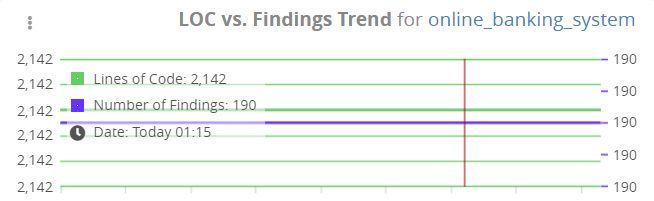 LOC vs. Findings Trend for online_banking_system
2,142 190
Lines of Code: 2,142
2,142 190
Number of Findings: 190
2,142 190
Date: Today 01:15
2,142 190
2,142 190
2,142 190